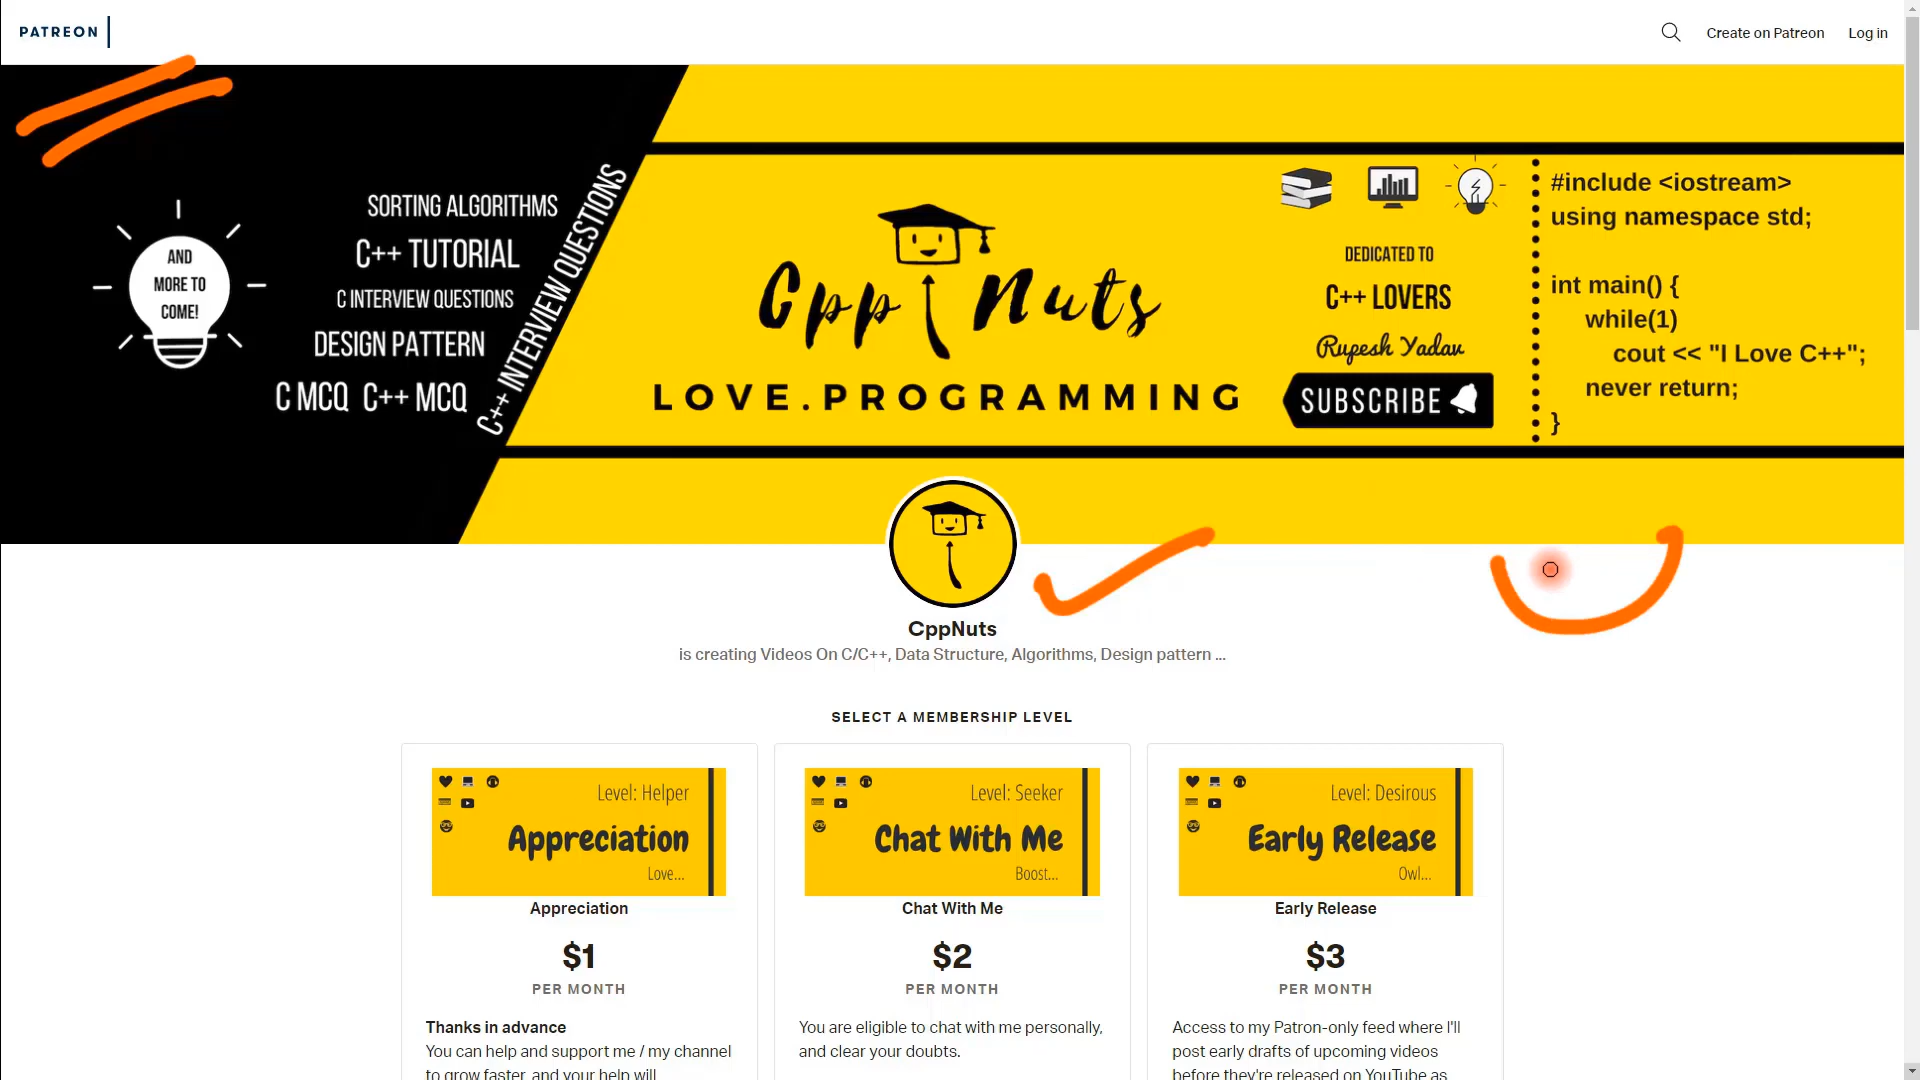 PATREON
Create on Patreon
Log in
AND
MORE TO
COME!
SORTING ALGORITHMS
C++ TUTORIAL
C INTERVIEW QUESTIONS
DESIGN PATTERN
C MCQ C++ MCQ
C++ INTERVIEW QUESTIONS
Cpp Nuts
LOVE.PROGRAMMING
DEDICATED TO
C++ LOVERS
Rupesh Yadav
SUBSCRIBE
#include <iostream>
using namespace std;
int main() {
while(1)
cout << "I Love C++";
never return;
}
CppNuts
is creating Videos On C/C++, Data Structure, Algorithms, Design pattern ...
SELECT A MEMBERSHIP LEVEL
Level: Helper
Appreciation
Love...
Appreciation
$1
PER MONTH
Thanks in advance
You can help and support me / my channel
to grow faster, and your help will
Level: Seeker
Chat With Me
Boost...
Chat With Me
$2
PER MONTH
You are eligible to chat with me personally,
and clear your doubts.
Level: Desirous
Early Release
Owl...
Early Release
$3
PER MONTH
Access to my Patron-only feed where I'll
post early drafts of upcoming videos
before they're released on YouTube as